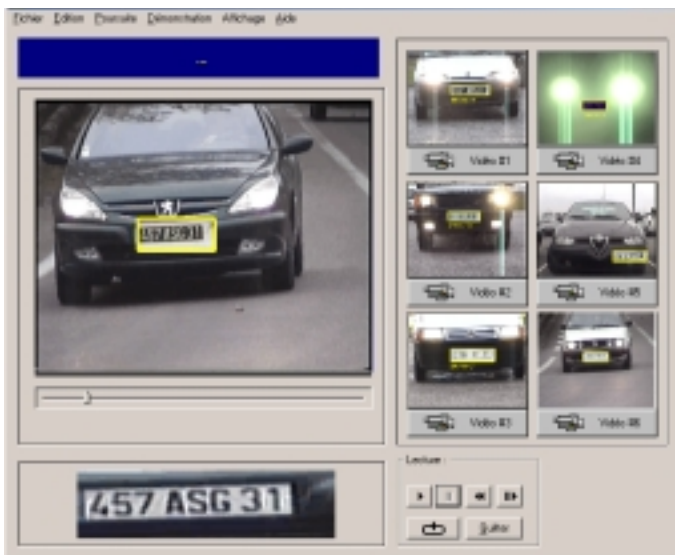 Fichier Edition Poursuite Démonstration Affichage Aide
...
Vidéo #1
Vidéo #4
Vidéo #2
Vidéo #5
Vidéo #3
Vidéo #6
457 ASG 31
Lecture
Quitter